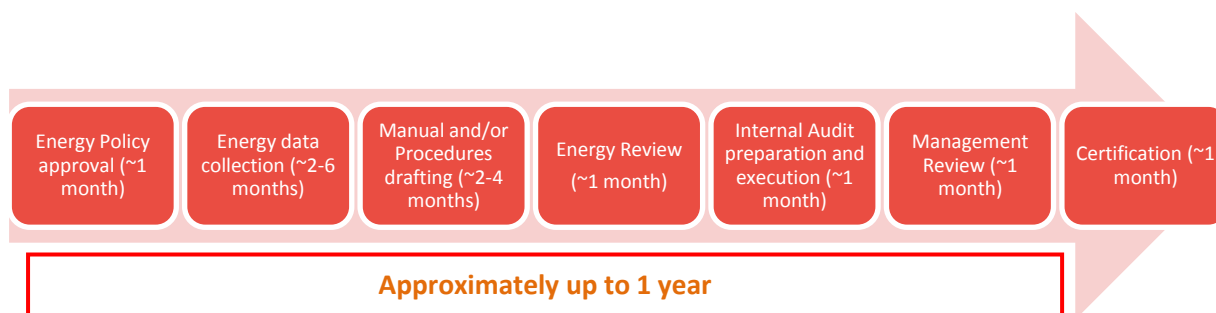 Energy Policy
approval (~1
month)
Energy data
collection (~2-6
months)
Manual and/or
Procedures
drafting (~2-4
months)
Energy Review
(~1 month)
Internal Audit
preparation and
execution (~1
month)
Management
Review (~1
month)
Certification (~1
month)
Approximately up to 1 year